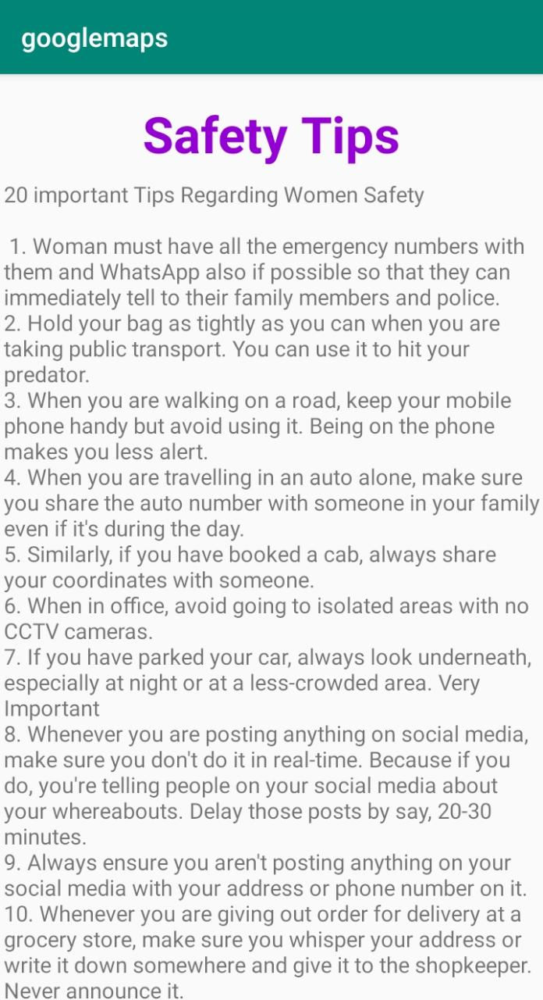 googlemaps
Safety Tips
20 important Tips Regarding Women Safety
1. Woman must have all the emergency numbers with
them and WhatsApp also if possible so that they can
immediately tell to their family members and police.
2. Hold your bag as tightly as you can when you are
taking public transport. You can use it to hit your
predator.
3. When you are walking on a road, keep your mobile
phone handy but avoid using it. Being on the phone
makes you less alert.
4. When you are travelling in an auto alone, make sure
you share the auto number with someone in your family
even if it's during the day.
5. Similarly, if you have booked a cab, always share
your coordinates with someone.
6. When in office, avoid going to isolated areas with no
CCTV cameras.
7. If you have parked your car, always look underneath,
especially at night or at a less-crowded area. Very
Important
8. Whenever you are posting anything on social media,
make sure you don't do it in real-time. Because if you
do, you're telling people on your social media about
your whereabouts. Delay those posts by say, 20-30
minutes.
9. Always ensure you aren't posting anything on your
social media with your address or phone number on it.
10. Whenever you are giving out order for delivery at a
grocery store, make sure you whisper your address or
write it down somewhere and give it to the shopkeeper.
Never announce it.